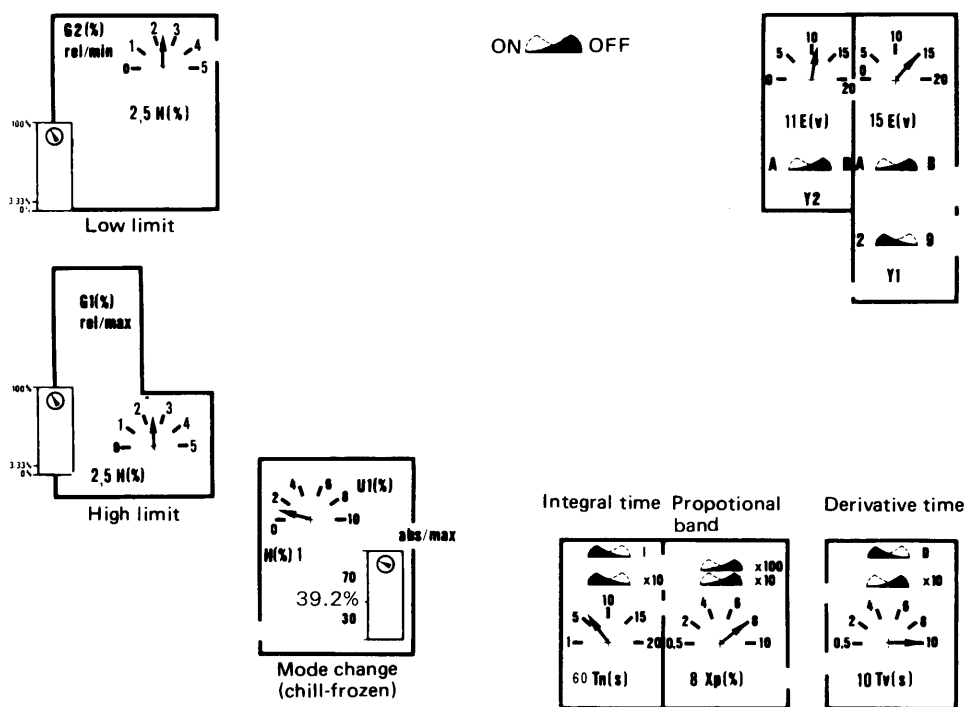 G2(%)
rel/min
0 1 2 3 4 5
2,5 H(%)
100%
3 33%
0%
Low limit
ON OFF
0 5 10 15 20
11 E(v)
A B
Y2
0 5 10 15 20
15 E(v)
A B
2 9
Y1
G1(%)
rel/max
100%
3 33%
0%
0 1 2 3 4 5
2,5 H(%)
High limit
0 2 4 6 8 10
U1(%)
abs/max
H(%) 1
70
39.2%
30
Mode change
(chill-frozen)
Integral time
I
x10
1 5 10 15 20
60 Tn(s)
Propotional
band
x100
x10
0,5 2 4 6 8 10
8 Xp(%)
Derivative time
D
x10
0,5 2 4 6 8 10
10 Tv(s)